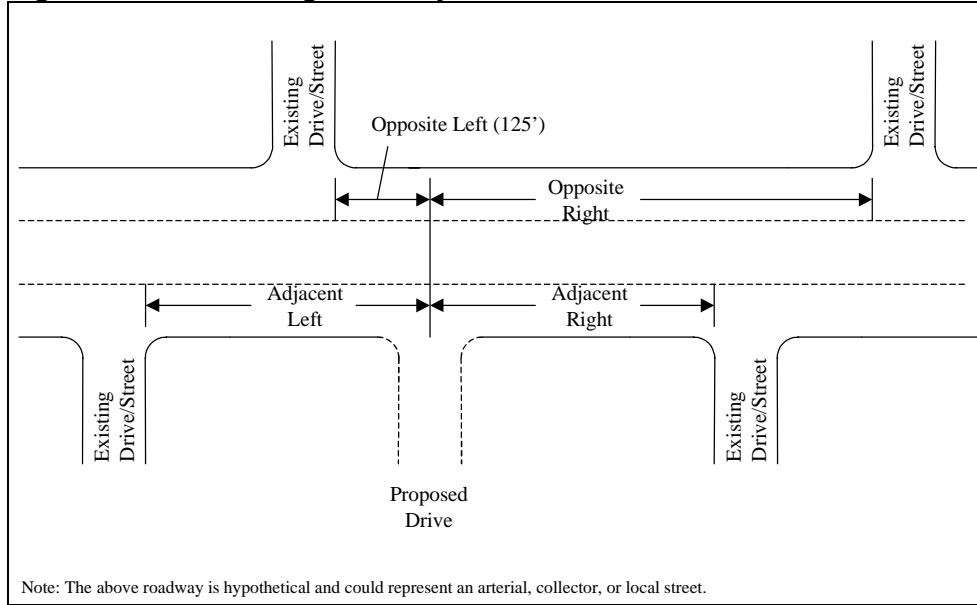 Existing
Drive/Street
Existing
Drive/Street
Opposite Left (125’)
Opposite
Right
Adjacent
Left
Adjacent
Right
Existing
Drive/Street
Existing
Drive/Street
Proposed
Drive
Note: The above roadway is hypothetical and could represent an arterial, collector, or local street.